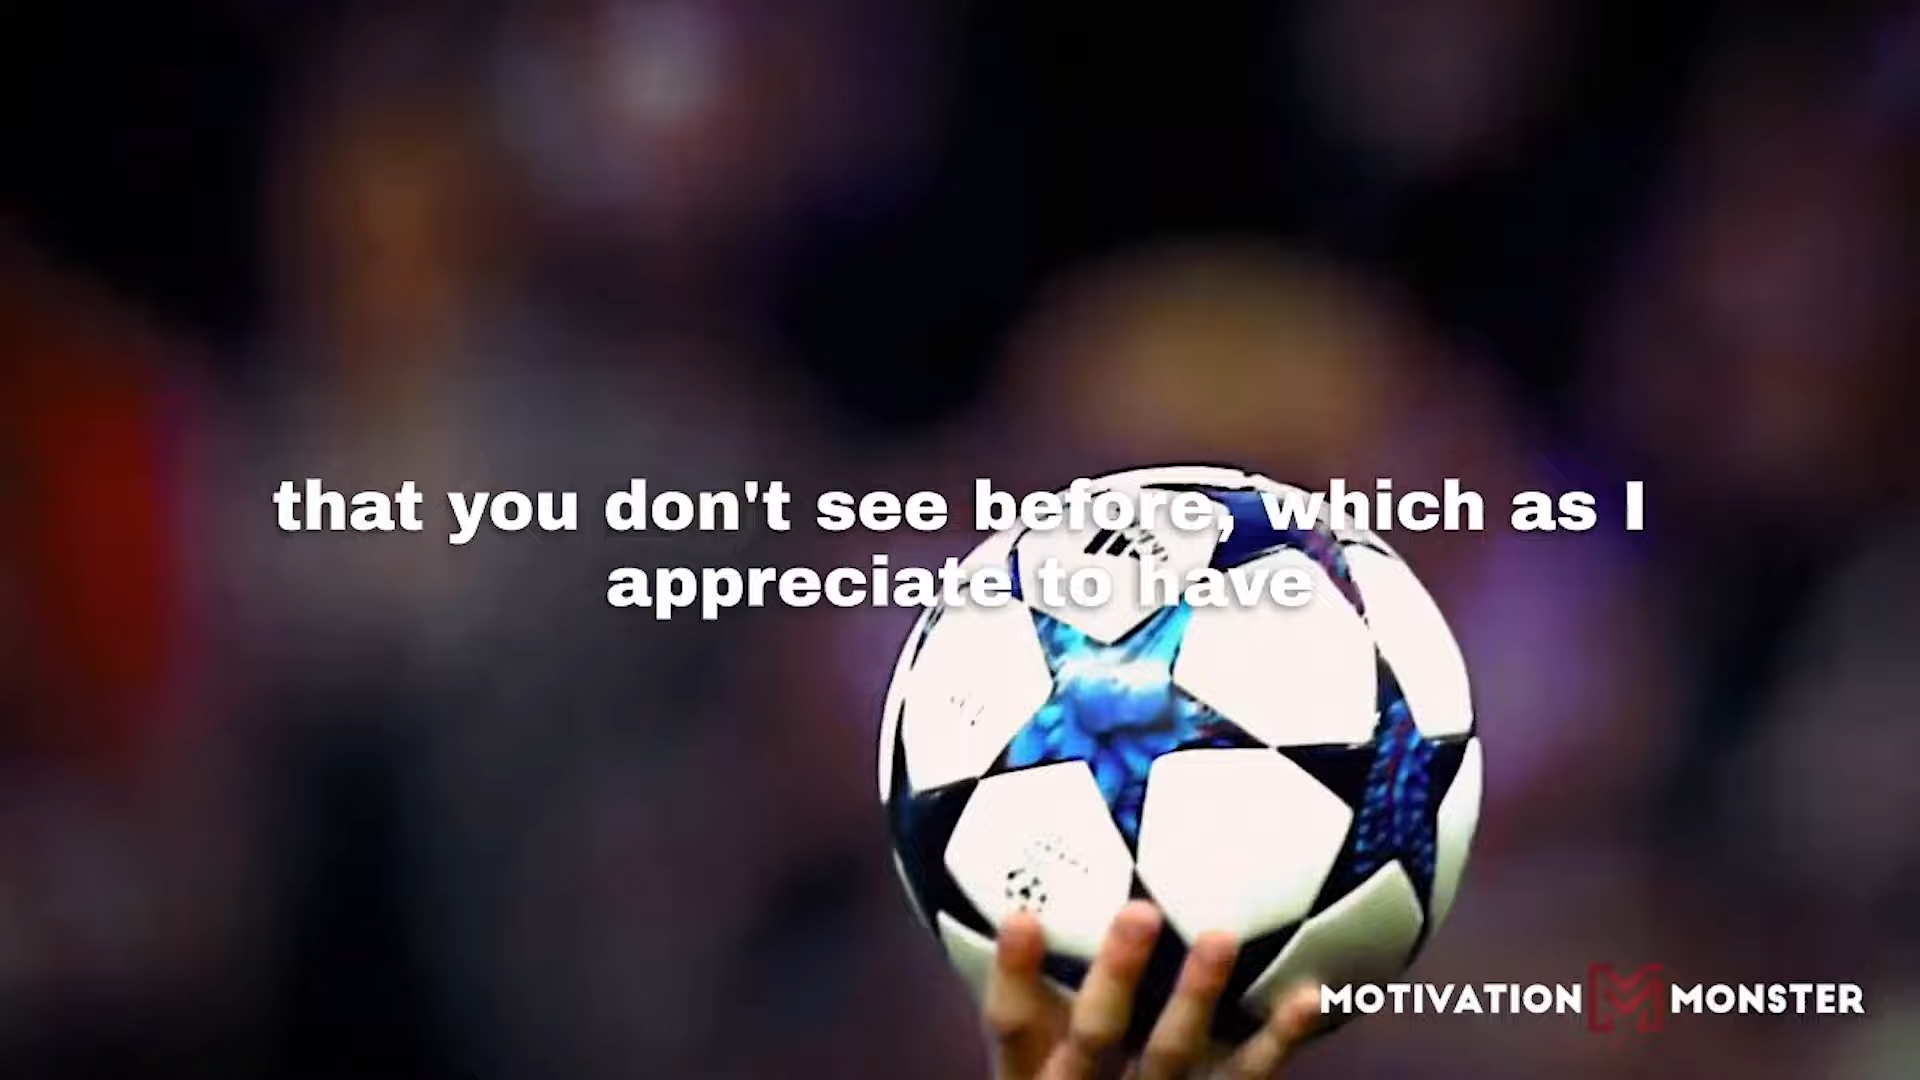 that you don't see before, which as I
appreciate to have
MOTIVATION MONSTER